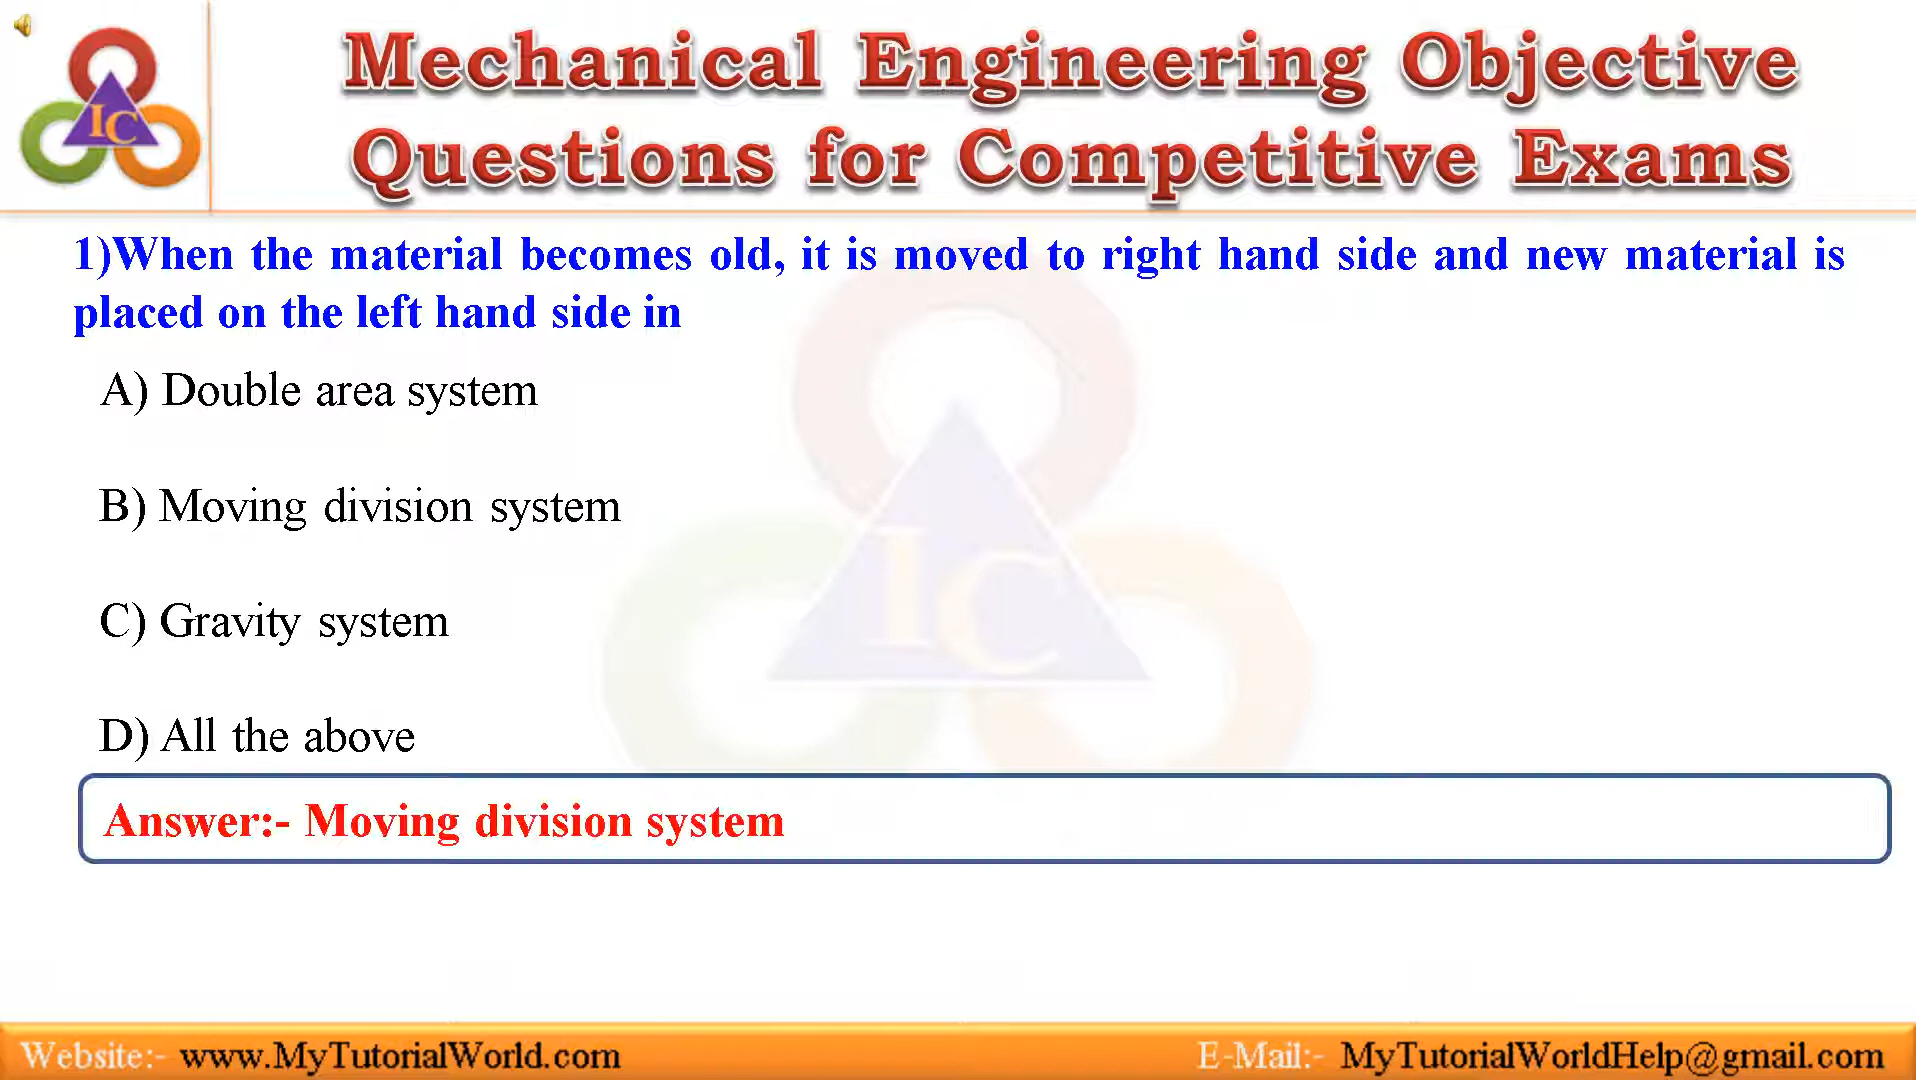 IC
Mechanical Engineering Objective
Questions for Competitive Exams
1)When the material becomes old, it is moved to right hand side and new material is
placed on the left hand side in
A) Double area system
B) Moving division system
C) Gravity system
D) All the above
IC
Answer:- Moving division system
Website:- www.MyTutorialWorld.com
E-Mail:- MyTutorialWorldHelp@gmail.com